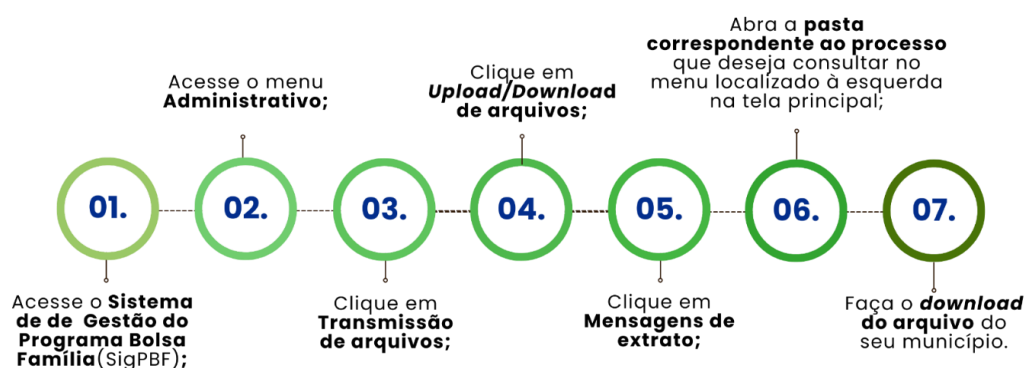 01.
Acesse o Sistema
de de Gestão do
Programa Bolsa
Família(SigPBF);
02.
Acesse o menu
Administrativo;
03.
Clique em
Transmissão
de arquivos;
04.
Clique em
Upload/Download
de arquivos;
05.
Clique em
Mensagens de
extrato;
06.
Abra a pasta
correspondente ao processo
que deseja consultar no
menu localizado à esquerda
na tela principal;
07.
Faça o download
do arquivo do
seu município.